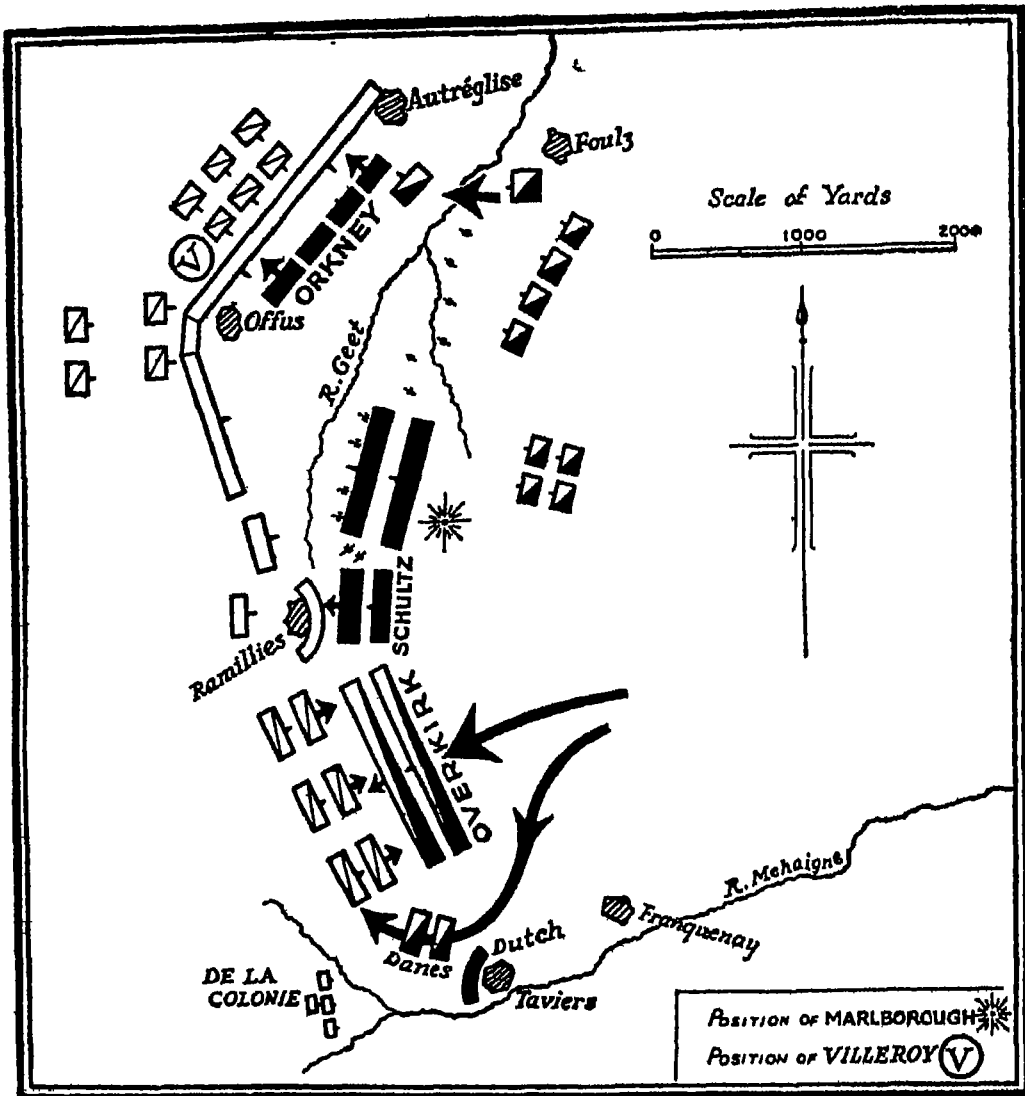 Autréglise
Foulz
Scale of Yards
0 1000 2000
V
ORKNEY
Offus
R. Geet
SCHULTZ
Ramillies
OVERKIRK
R. Mehaigne
Franquenay
Dutch
Danes
Taviers
DE LA
COLONIE
POSITION OF MARLBOROUGH
POSITION OF VILLEROY V